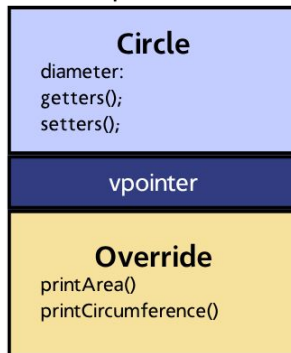 Circle
diameter:
getters();
setters();
vpointer
Override
printArea()
printCircumference()